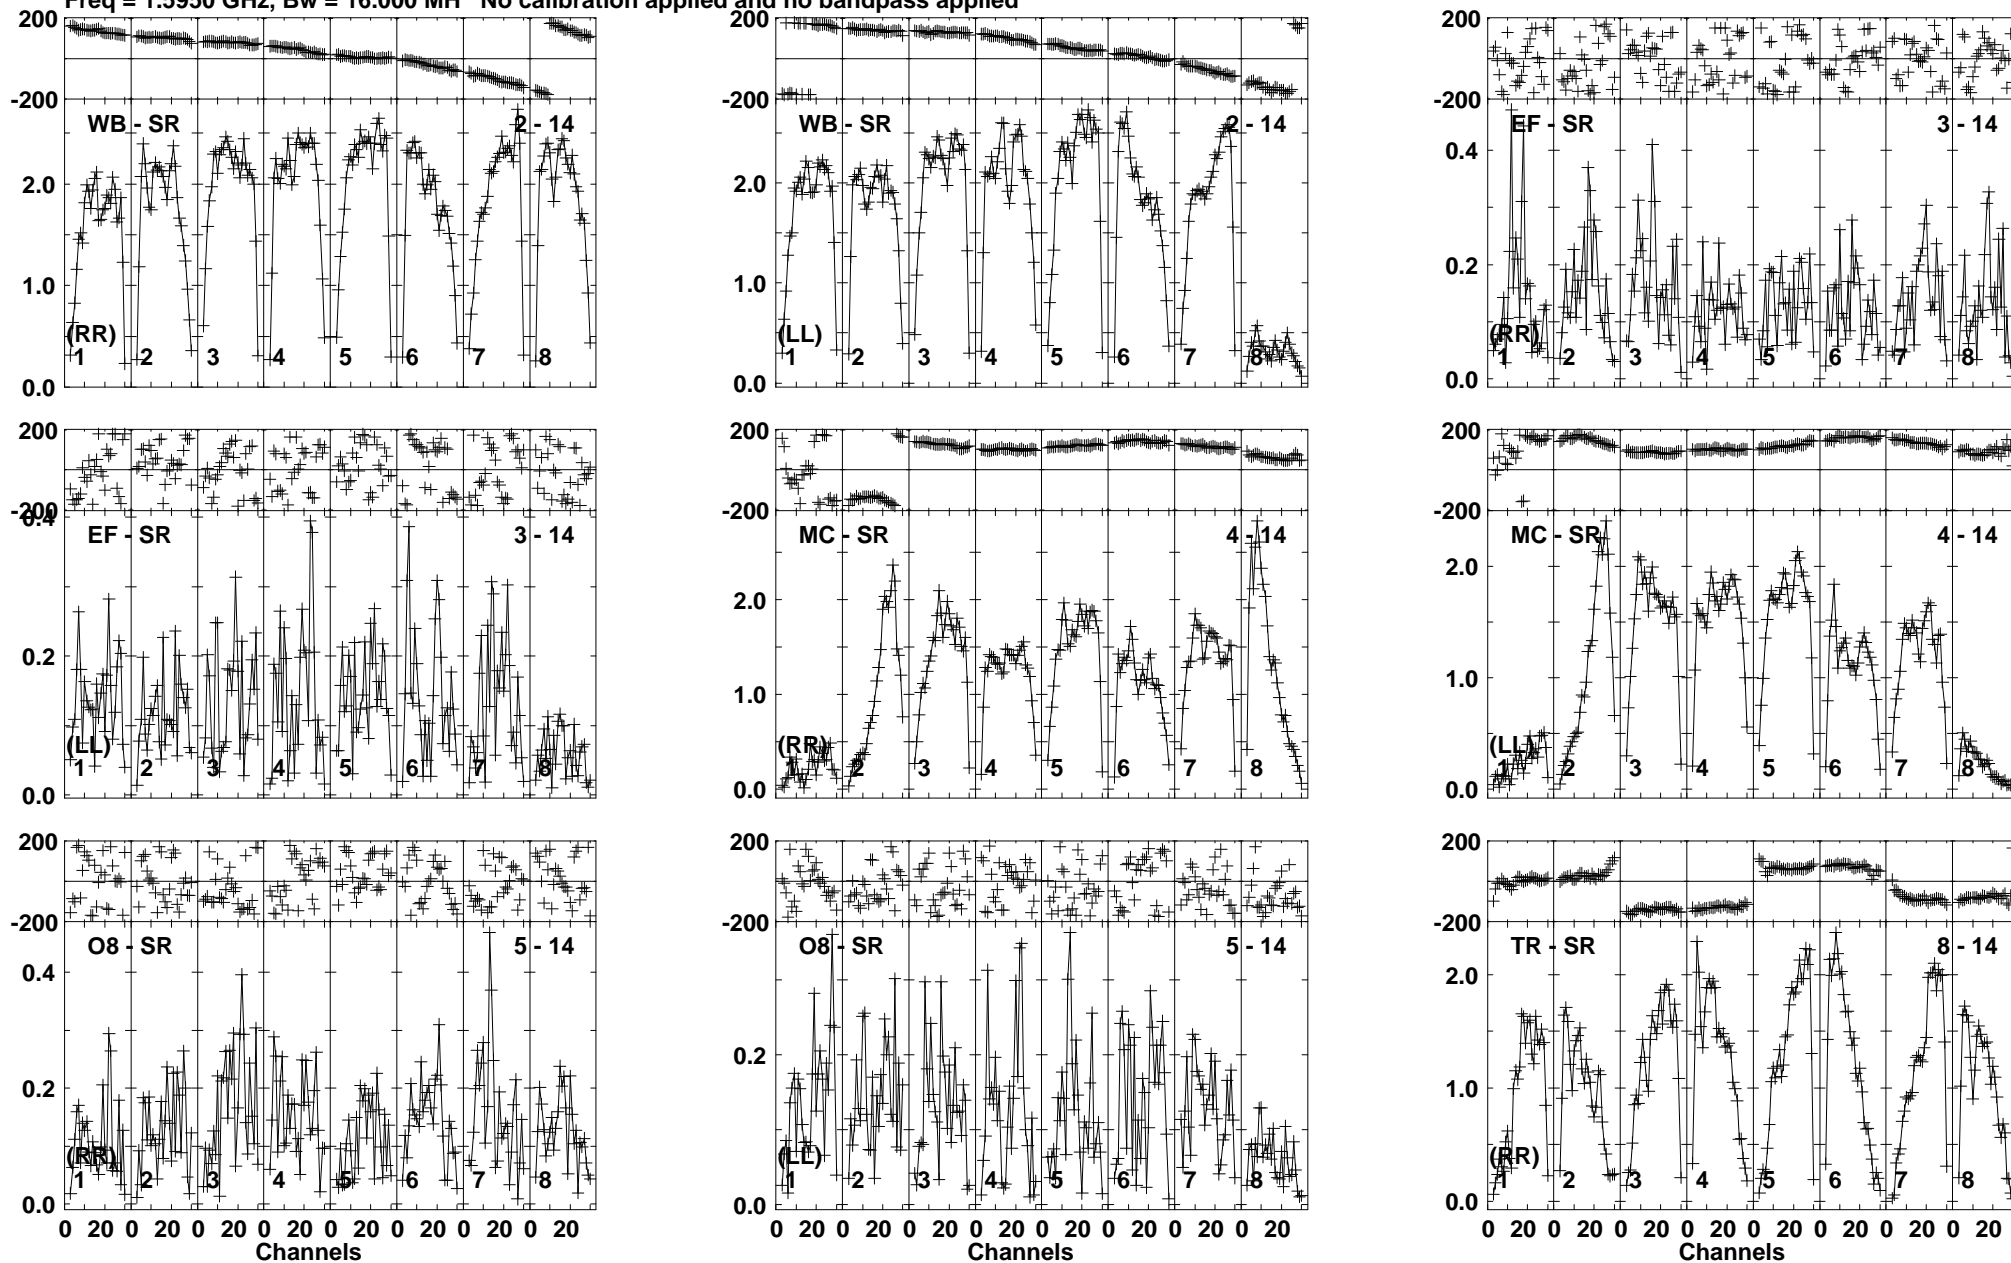 Freq = 1.5950 GHz, Bw = 16.000 MH No calibration applied and no bandpass applied
200 200 200
-200 -200 -200
WB - SR 2 - 14 WB - SR 2 - 14 EF - SR 3 - 14
2.0 2.0 0.4
1.0 1.0 0.2
(RR) (LL) (RR)
1 2 3 4 5 6 7 8 1 2 3 4 5 6 7 8 1 2 3 4 5 6 7 8
0.0 0.0 0.0
200 200 200
-200 -200 -200
0.4
EF - SR 3 - 14 MC - SR 4 - 14 MC - SR 4 - 14
0.2 2.0 2.0
1.0 1.0
(LL) (RR) (LL)
1 2 3 4 5 6 7 8 1 2 3 4 5 6 7 8 1 2 3 4 5 6 7 8
0.0 0.0 0.0
200 200 200
-200 -200 -200
O8 - SR 5 - 14 O8 - SR 5 - 14 TR - SR 8 - 14
0.4 0.2 2.0
0.2 1.0
(RR) (LL) (RR)
1 2 3 4 5 6 7 8 1 2 3 4 5 6 7 8 1 2 3 4 5 6 7 8
0.0 0.0 0.0
0 20 0 20 0 20 0 20 0 20 0 20 0 20 0 20 0 20 0 20 0 20 0 20 0 20 0 20 0 20 0 20 0 20 0 20 0 20 0 20 0 20 0 20 0 20 0 20
Channels Channels Channels